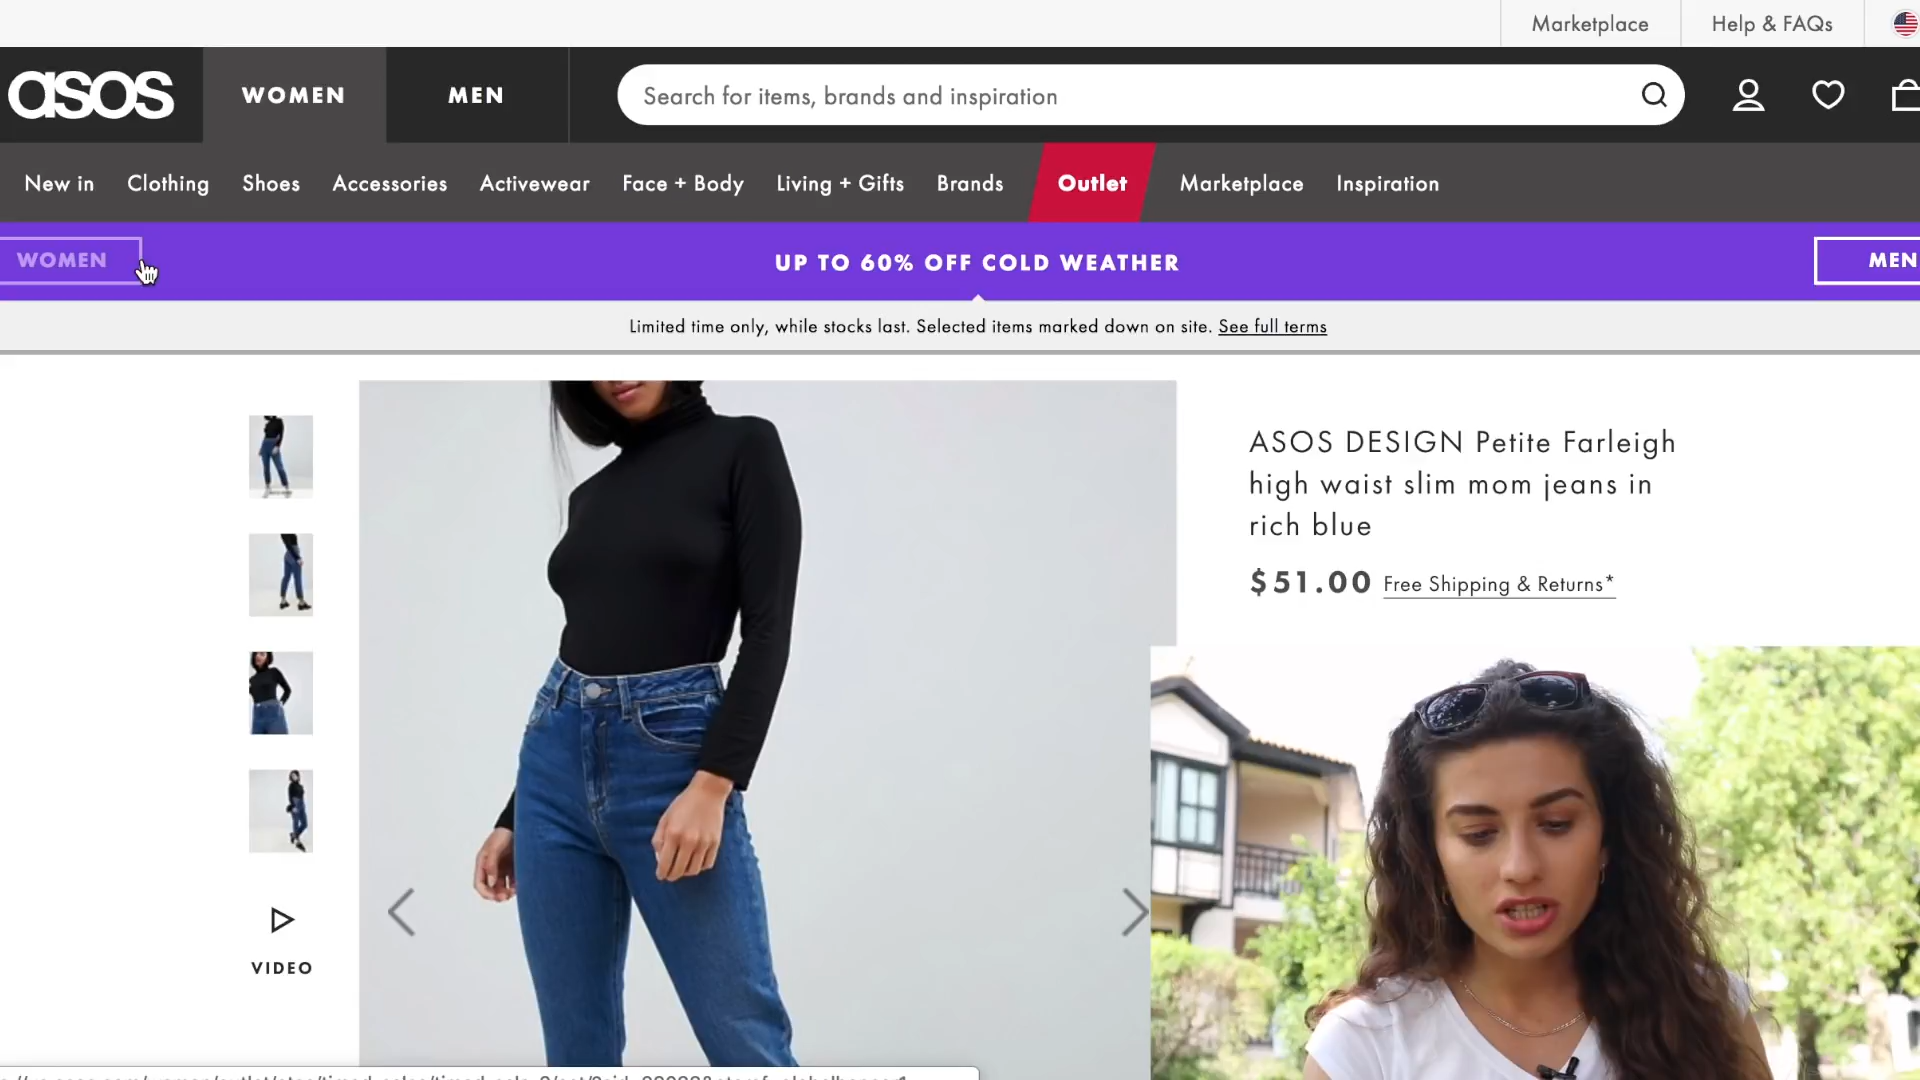 Marketplace
Help & FAQs
asos
WOMEN
MEN
Search for items, brands and inspiration
New in
Clothing
Shoes
Accessories
Activewear
Face + Body
Living + Gifts
Brands
Outlet
Marketplace
Inspiration
WOMEN
UP TO 60% OFF COLD WEATHER
MEN
Limited time only, while stocks last. Selected items marked down on site. See full terms
ASOS DESIGN Petite Farleigh
high waist slim mom jeans in
rich blue
$51.00 Free Shipping & Returns*
VIDEO